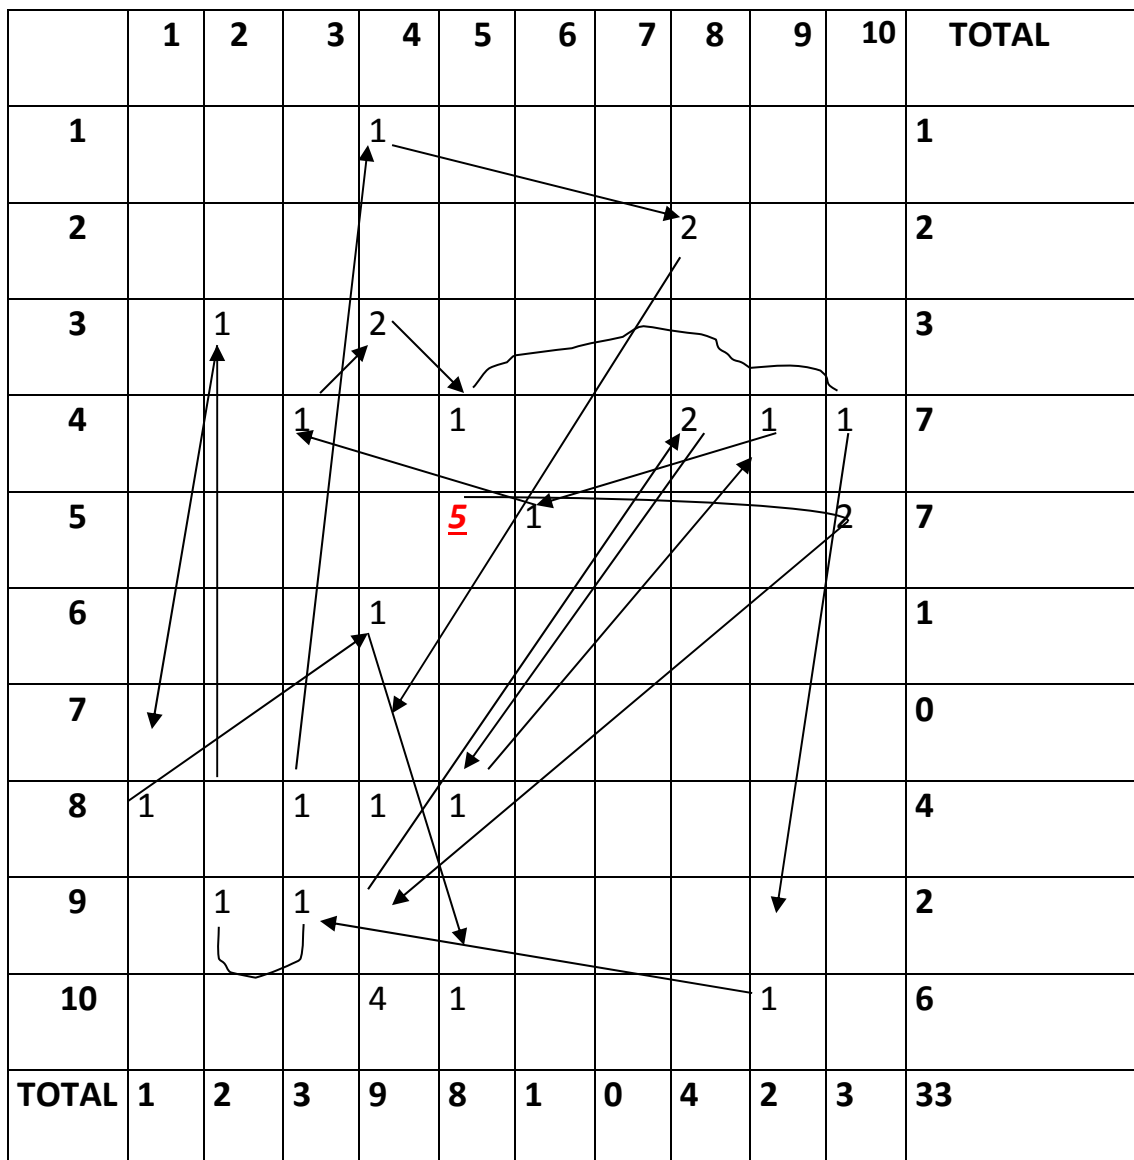 1 2 3 4 5 6 7 8 9 10 TOTAL
1 1 1
2 2 2
3 1 2 3
4 1 1 2 1 1 7
5 5 1 2 7
6 1 1
7 0
8 1 1 1 1 4
9 1 1 2
10 4 1 1 6
TOTAL 1 2 3 9 8 1 0 4 2 3 33